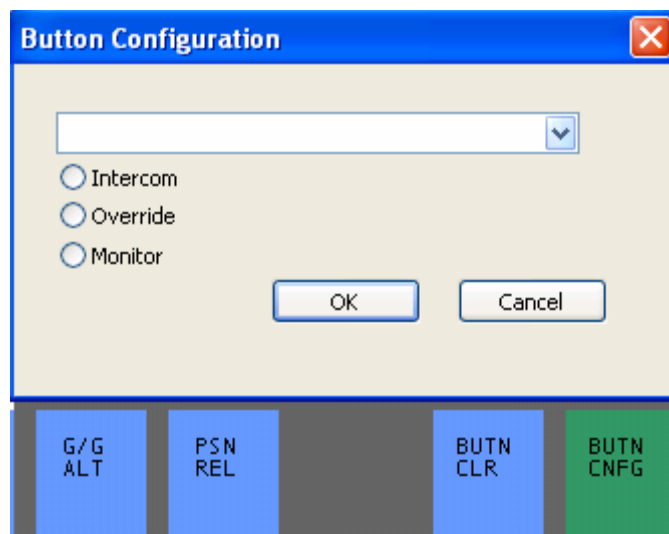 Button Configuration
Intercom
Override
Monitor
OK Cancel
G/G PSN BUTN BUTN
ALT REL CLR CNFG